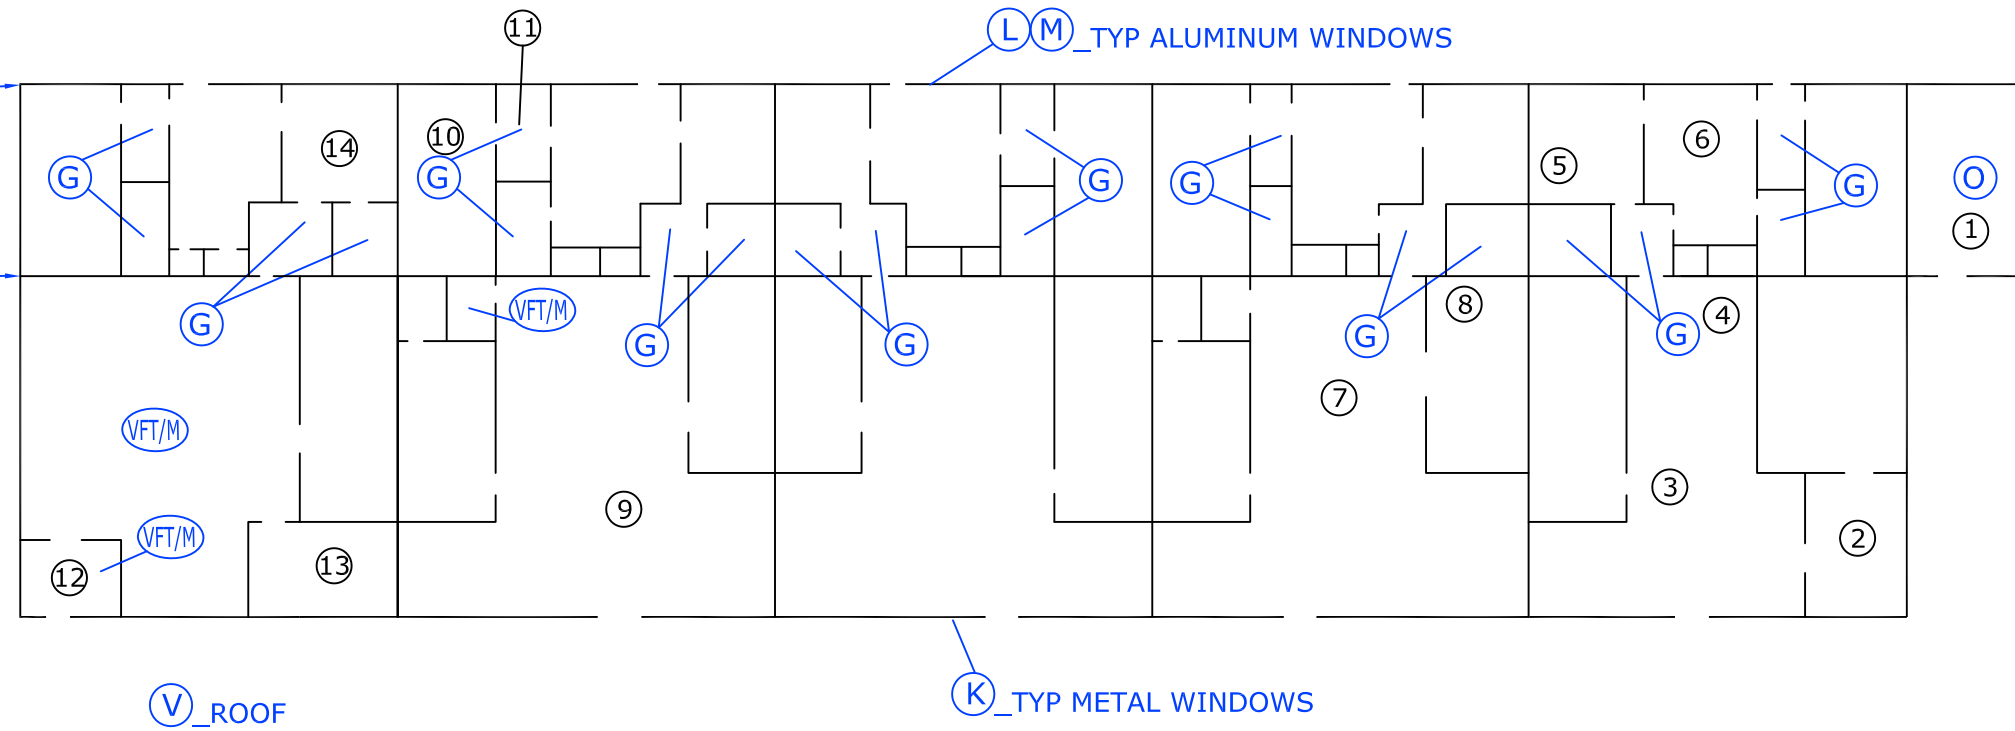 11
L M _TYP ALUMINUM WINDOWS
10
14
6
5
G
G
G
G
G
O
1
VFT/M
8
4
G
G
G
G
G
7
VFT/M
3
9
VFT/M
2
12
13
K _TYP METAL WINDOWS
V _ROOF